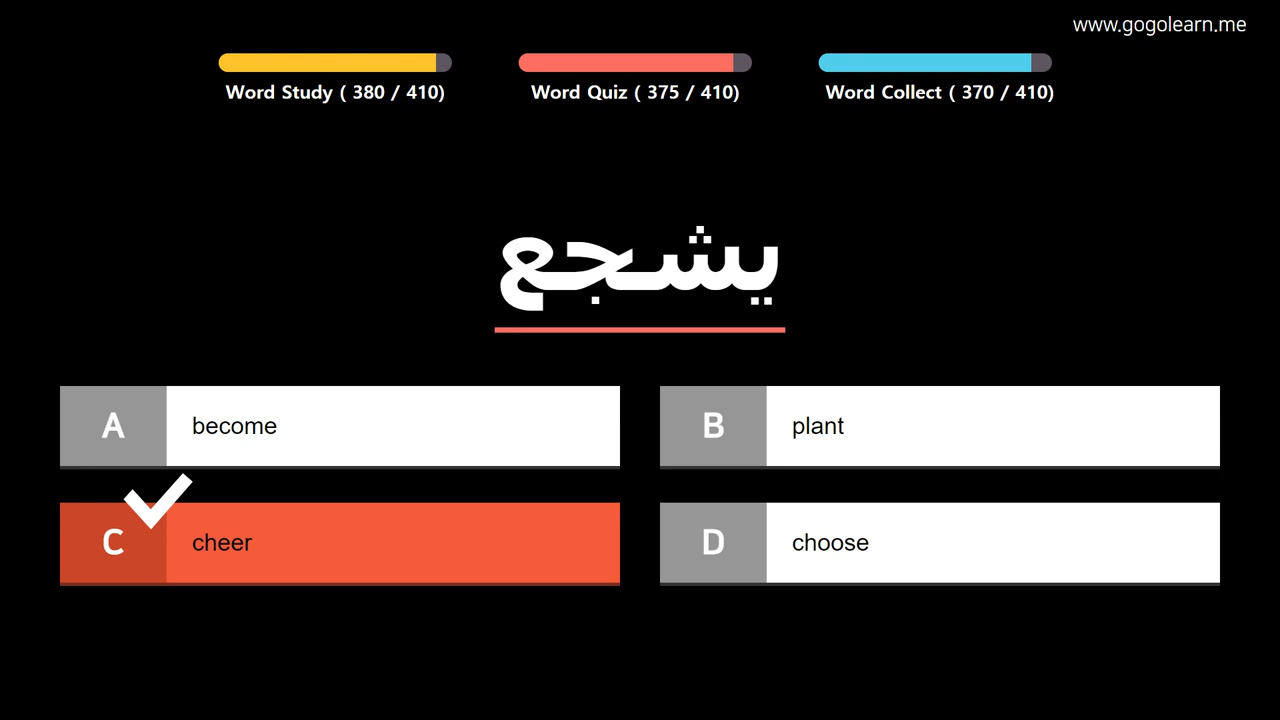 www.gogolearn.me
Word Study ( 380 / 410)
Word Quiz ( 375 / 410)
Word Collect ( 370 / 410)
يشجع
A become
B plant
C cheer
D choose